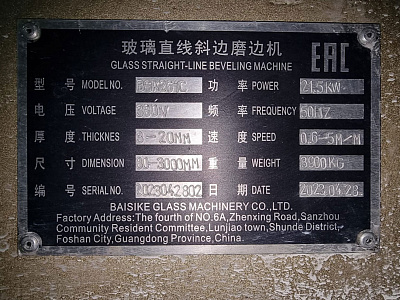 玻璃直线斜边磨边机
EAC
GLASS STRAIGHT-LINE BEVELING MACHINE
型 号 MODEL NO. 功 率 POWER 21.5KW
电 压 VOLTAGE 380V 频 率 FREQUENCY 50HZ
厚 度 THICKNES 3-20MM 速 度 SPEED 0.6-5M/M
尺 寸 DIMENSION 重 量 WEIGHT 3900KG
编 号 SERIAL NO. 2023042802 日 期 DATE 2023.04.28
BAISIKE GLASS MACHINERY CO.,LTD.
Factory Address:The fourth of NO.6A,Zhenxing Road,Sanzhou
Community Resident Committee,Lunjiao town,Shunde District,
Foshan City,Guangdong Province,China.